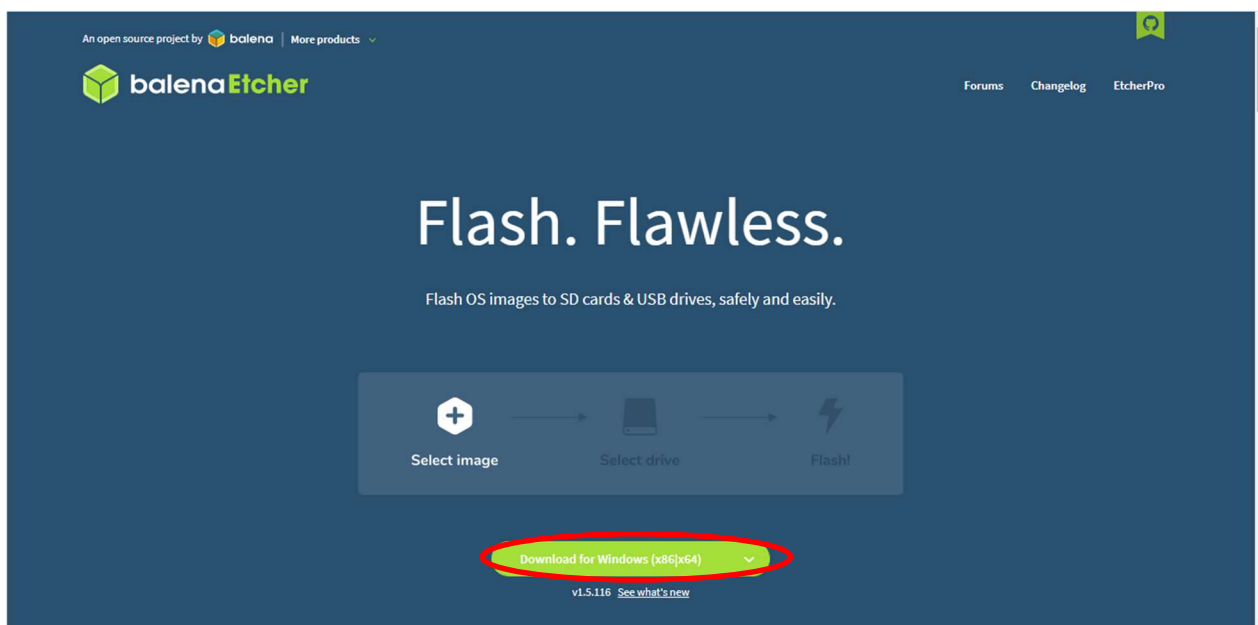 An open source project by balena | More products
balenaEtcher
Forums Changelog EtcherPro
Flash. Flawless.
Flash OS images to SD cards & USB drives, safely and easily.
Select image Select drive Flash!
Download for Windows (x86|x64)
v1.5.116 See what's new